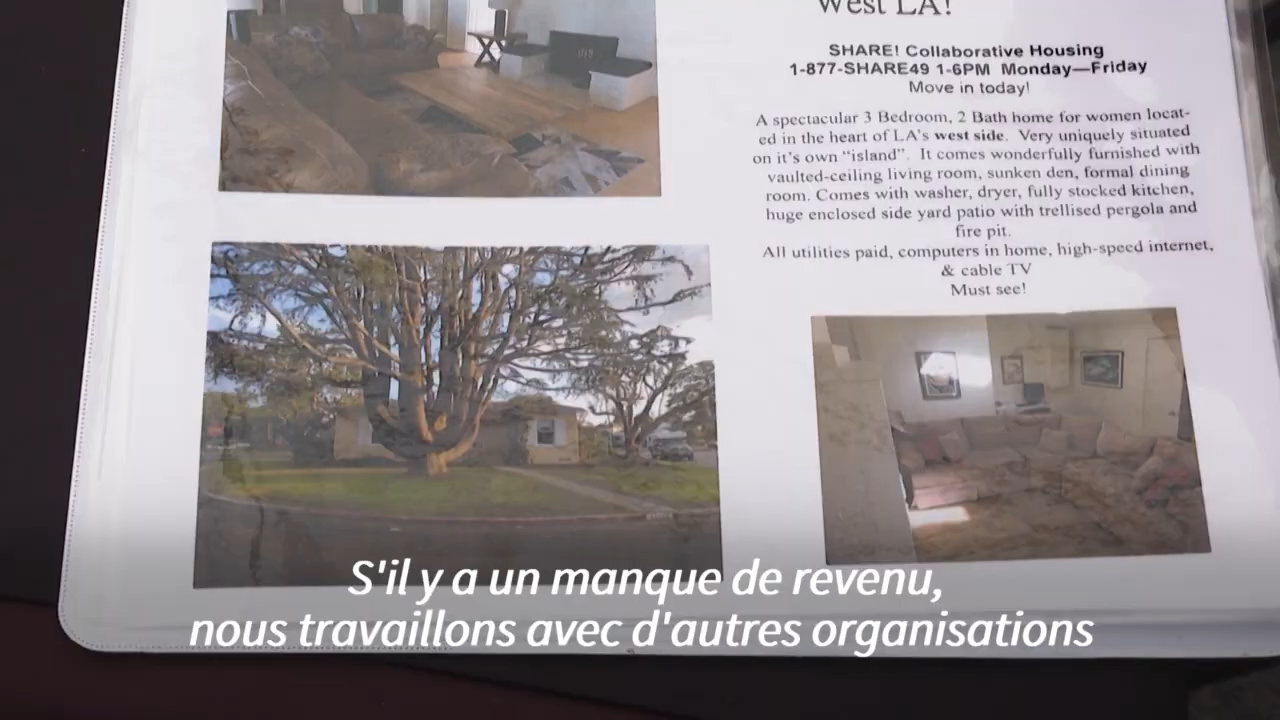 West LA!
SHARE! Collaborative Housing
1-877-SHARE49 1-6PM Monday—Friday
Move in today!
A spectacular 3 Bedroom, 2 Bath home for women locat-
ed in the heart of LA's west side. Very uniquely situated
on it's own “island”. It comes wonderfully furnished with
vaulted-ceiling living room, sunken den, formal dining
room. Comes with washer, dryer, fully stocked kitchen,
huge enclosed side yard patio with trellised pergola and
fire pit.
All utilities paid, computers in home, high-speed internet,
& cable TV
Must see!
S'il y a un manque de revenu,
nous travaillons avec d'autres organisations